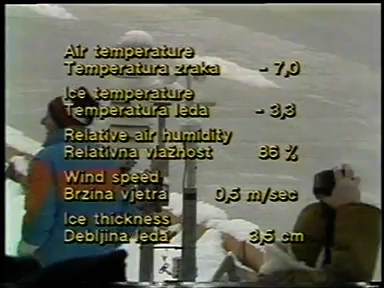 Air temperature
Temperatura zraka - 7,0
Ice temperature
Temperatura leda - 3,3
Relative air humidity
Relativna vlažnost 86 %
Wind speed
Brzina vjetra 0,5 m/sec
Ice thickness
Debljina leda 3,5 cm